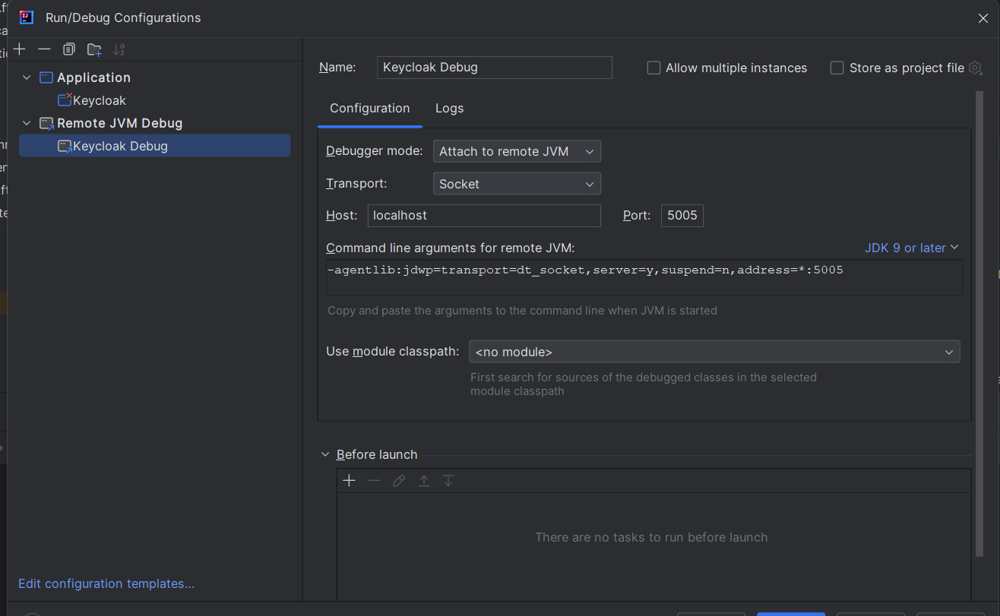 Run/Debug Configurations
Application
Keycloak
Remote JVM Debug
Keycloak Debug
Edit configuration templates...
Name: Keycloak Debug Allow multiple instances Store as project file
Configuration Logs
Debugger mode: Attach to remote JVM
Transport: Socket
Host: localhost Port: 5005
Command line arguments for remote JVM: JDK 9 or later
-agentlib:jdwp=transport=dt_socket,server=y,suspend=n,address=*:5005
Copy and paste the arguments to the command line when JVM is started
Use module classpath: <no module>
First search for sources of the debugged classes in the selected
module classpath
Before launch
There are no tasks to run before launch